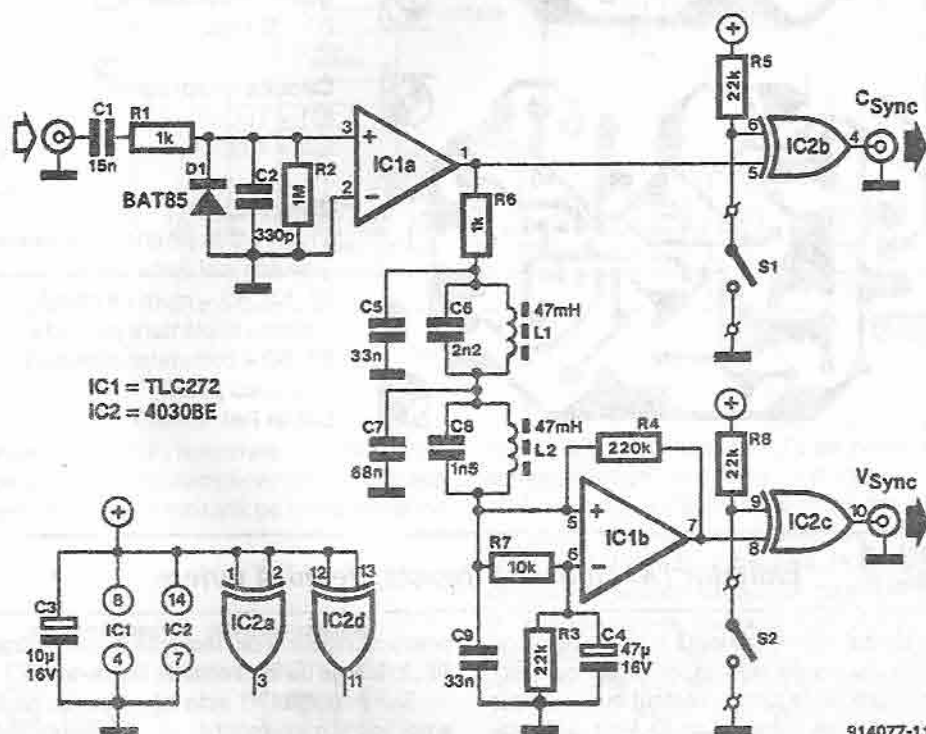 R5
22k
C Sync
C1
15n
R1
1k
D1
BAT85
C2
330p
1M
R2
3
+
2
−
IC1a
1
R6
1k
6
5
IC2b
4
S1
C5
33n
C6
2n2
47mH
L1
IC1 = TLC272
IC2 = 4030BE
C7
68n
C8
1n5
47mH
L2
R4
220k
R8
22k
V Sync
5
+
6
−
IC1b
7
R7
10k
9
8
IC2c
10
S2
C9
33n
R3
22k
C4
47µ
16V
C3
10µ
16V
8
IC1
4
14
IC2
7
IC2a
3
12
13
IC2d
11
914077-11